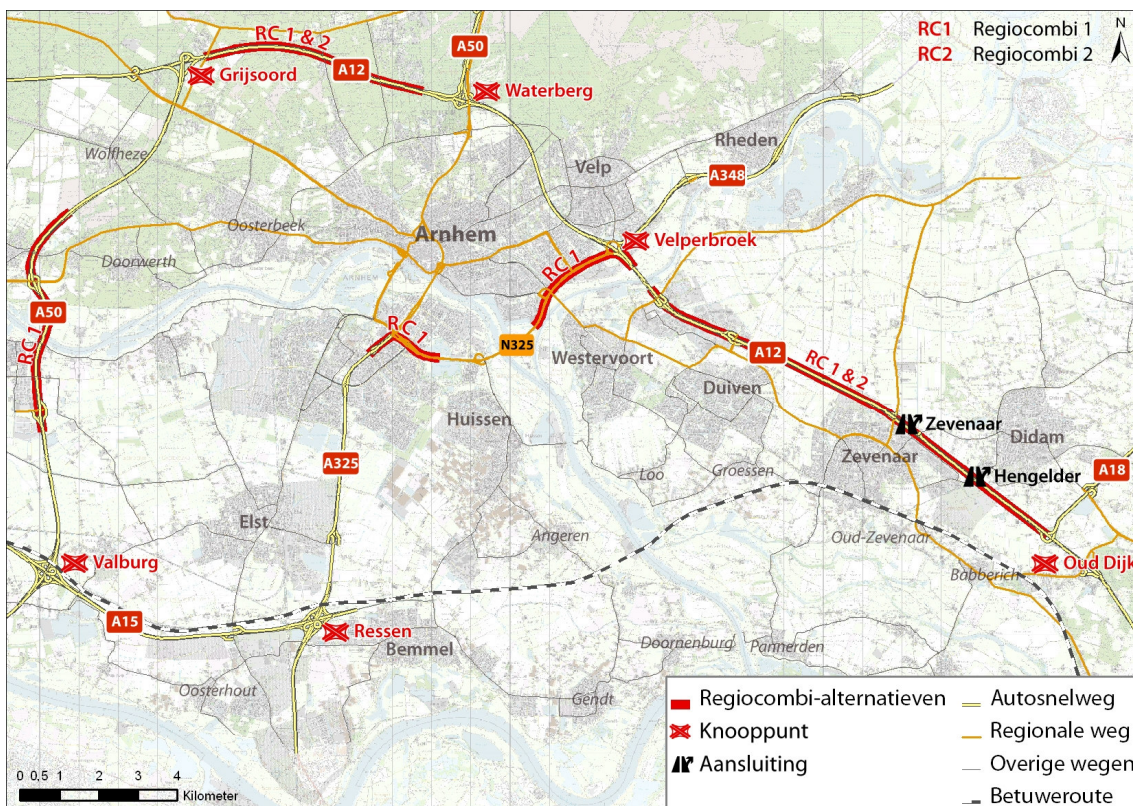 RC 1 & 2
A50
RC1 Regiocombi 1
RC2 Regiocombi 2
N
A12
Grijsoord
Waterberg
Wolfheze
Rheden
Velp
A348
Oosterbeek
Arnhem
Velperbroek
Doorwerth
ARNHEM
RC 1
A50
RC 1
RC 1
N325
Westervoort
A12
RC 1 & 2
Duiven
Huissen
Zevenaar
Didam
Zevenaar
A325
Loo
Groessen
Hengelder
A18
Elst
Angeren
Oud-Zevenaar
Valburg
Babberich
Oud Dijk
A15
Ressen
Bemmel
Doornenburg
Pannerden
Oosterhout
Gendt
Regiocombi-alternatieven
Knooppunt
Aansluiting
Autosnelweg
Regionale weg
Overige wegen
Betuweroute
0 0,5 1 2 3 4
Kilometer